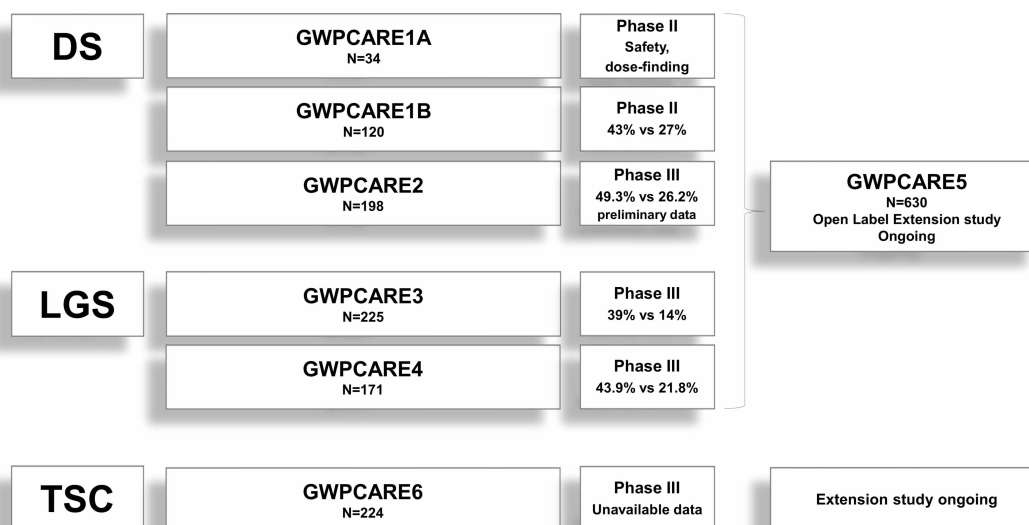 DS
GWPCARE1A
N=34
Phase II
Safety,
dose-finding
GWPCARE1B
N=120
Phase II
43% vs 27%
GWPCARE2
N=198
Phase III
49.3% vs 26.2%
preliminary data
GWPCARE5
N=630
Open Label Extension study
Ongoing
LGS
GWPCARE3
N=225
Phase III
39% vs 14%
GWPCARE4
N=171
Phase III
43.9% vs 21.8%
TSC
GWPCARE6
N=224
Phase III
Unavailable data
Extension study ongoing